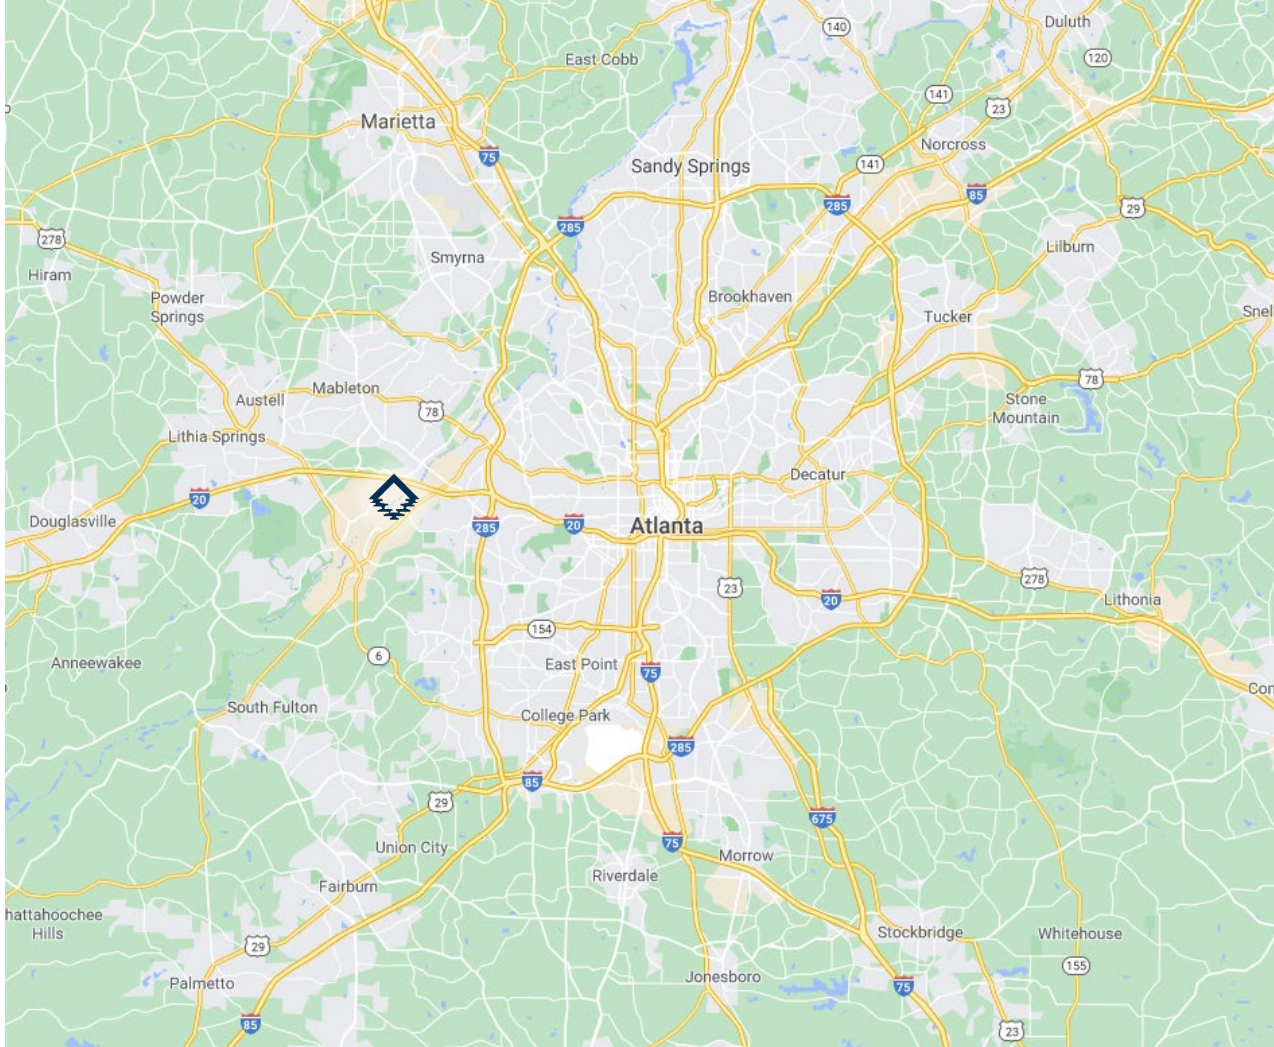 Duluth
140
120
East Cobb
141
23
Marietta
Norcross
75
Sandy Springs
141
85
285
29
285
278
Lilburn
Smyrna
Hiram
Powder
Springs
Brookhaven
Tucker
Snel
78
Mableton
Austell
78
Stone
Mountain
Lithia Springs
Decatur
20
Douglasville
285
20
Atlanta
278
23
20
Lithonia
154
6
Anneewakee
East Point
75
Con
South Fulton
College Park
285
85
29
675
75
Union City
Morrow
Riverdale
Fairburn
hattahoochee
Hills
29
Stockbridge
Whitehouse
155
Palmetto
Jonesboro
75
85
23